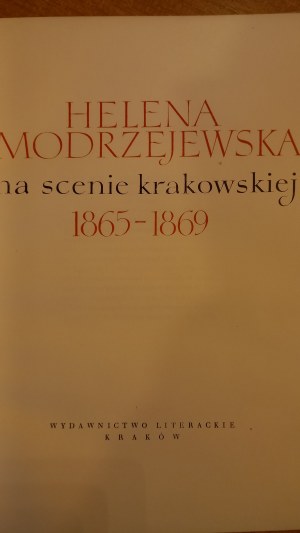 HELENA
MODRZEJEWSKA
na scenie krakowskiej
1865-1869
WYDAWNICTWO LITERACKIE
KRAKÓW